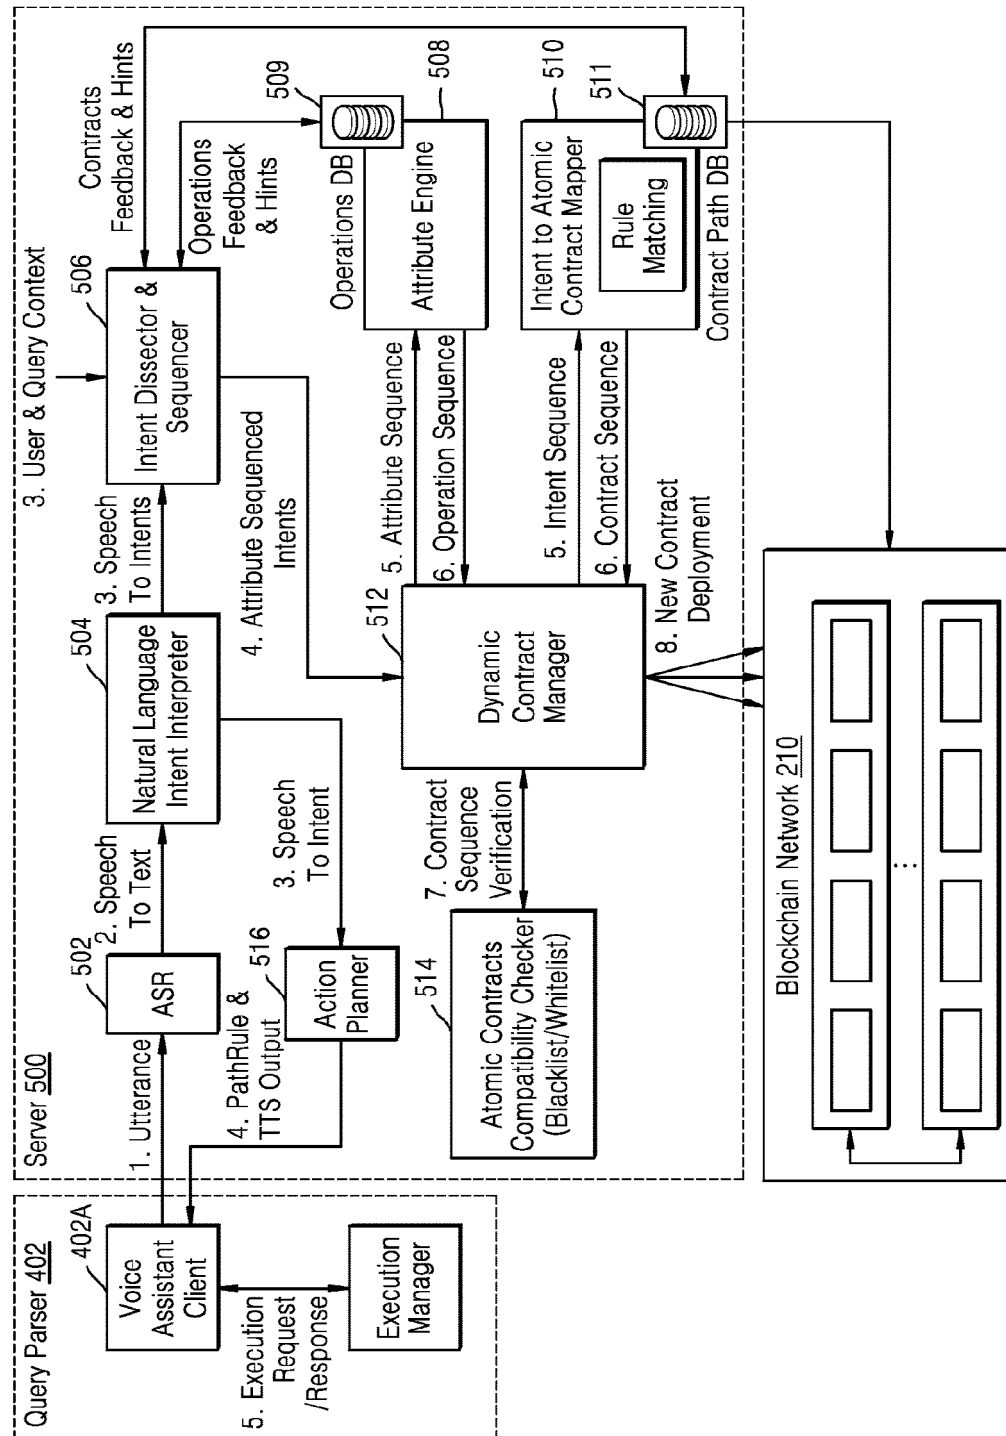 Query Parser 402
402A
Voice
Assistant
Client
5. Execution
Request
/Response
Execution
Manager
Server 500
1. Utterance
502
ASR
2. Speech
To Text
504
Natural Language
Intent Interpreter
3. Speech
To Intents
3. User & Query Context
506
Intent Dissector &
Sequencer
Contracts
Feedback & Hints
Operations
Feedback
& Hints
4. PathRule &
TTS Output
516
Action
Planner
3. Speech
To Intent
4. Attribute Sequenced
Intents
Operations DB
509
508
Attribute Engine
5. Attribute Sequence
6. Operation Sequence
512
Dynamic
Contract
Manager
5. Intent Sequence
6. Contract Sequence
510
Intent to Atomic
Contract Mapper
Rule
Matching
511
Contract Path DB
514
Atomic Contracts
Compatibility Checker
(Blacklist/Whitelist)
7. Contract
Sequence
Verification
8. New Contract
Deployment
Blockchain Network 210
...